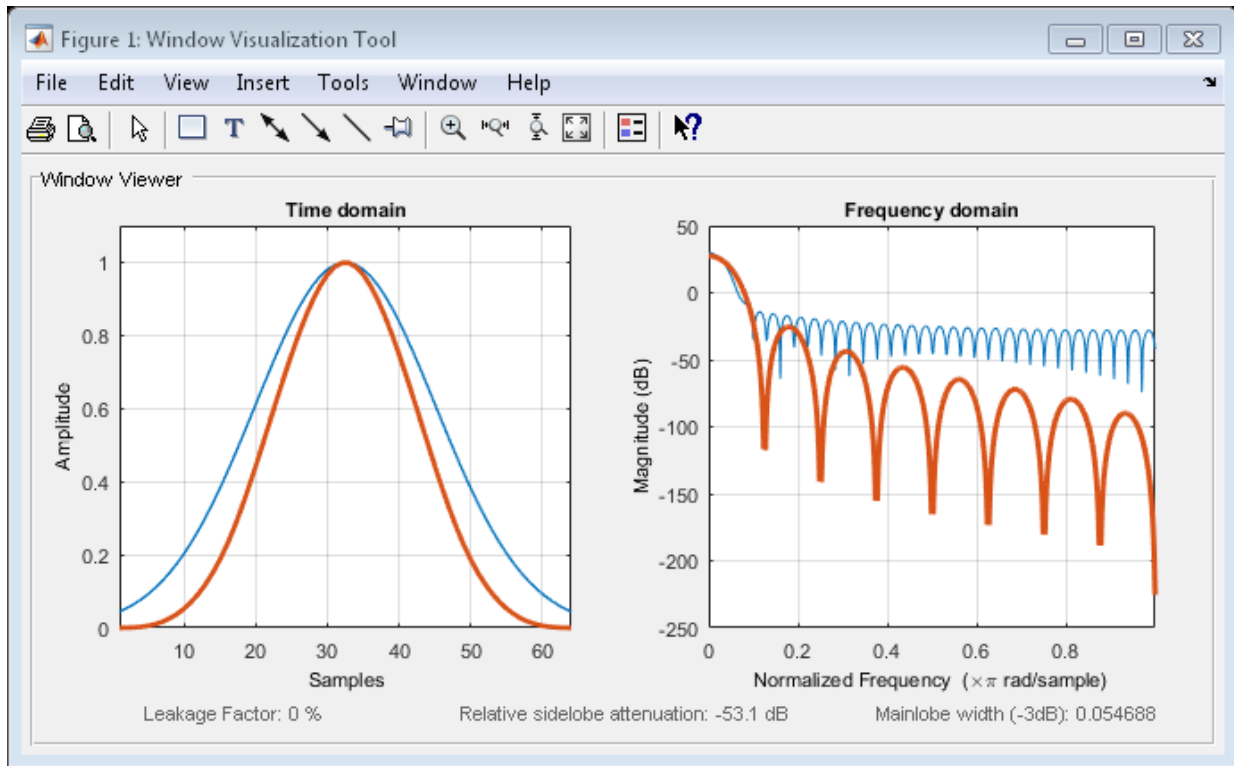 Figure 1: Window Visualization Tool
File Edit View Insert Tools Window Help
T
?
Window Viewer
Time domain
Amplitude
1
0.8
0.6
0.4
0.2
0
10 20 30 40 50 60
Samples
Frequency domain
Magnitude (dB)
50
0
-50
-100
-150
-200
-250
0 0.2 0.4 0.6 0.8
Normalized Frequency (×π rad/sample)
Leakage Factor: 0 % Relative sidelobe attenuation: -53.1 dB Mainlobe width (-3dB): 0.054688